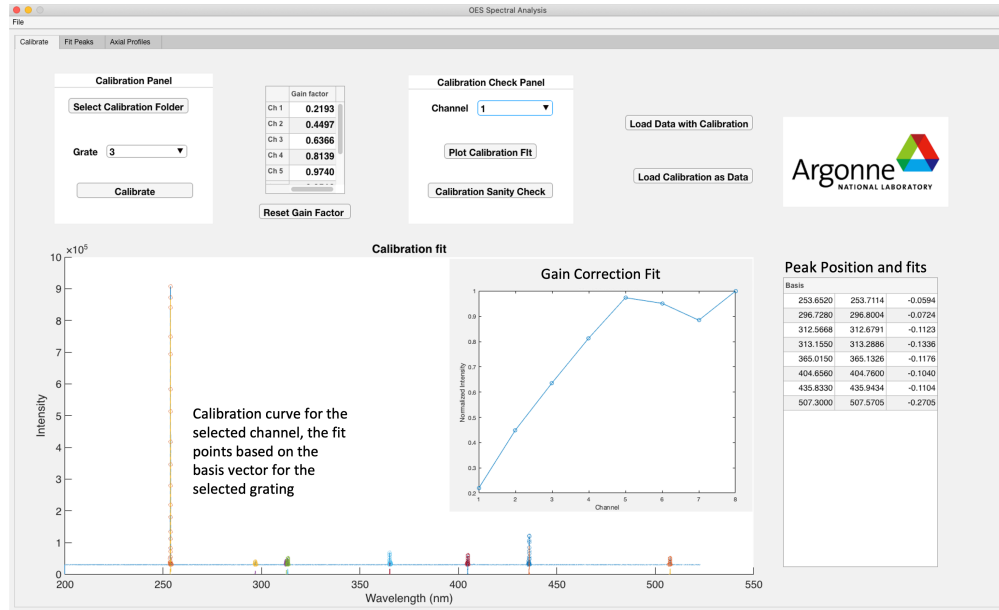 OES Spectral Analysis
File
Calibrate Fit Peaks Axial Profiles
Calibration Panel
Select Calibration Folder
Grate 3
Calibrate
Gain factor
Ch 1 0.2193
Ch 2 0.4497
Ch 3 0.6366
Ch 4 0.8139
Ch 5 0.9740
Reset Gain Factor
Calibration Check Panel
Channel 1
Plot Calibration FIt
Calibration Sanity Check
Load Data with Calibration
Load Calibration as Data
Argonne
NATIONAL LABORATORY
Calibration fit
×10⁵
10
9
8
7
6
5
4
3
2
1
0
Intensity
200 250 300 350 400 450 500 550
Wavelength (nm)
Calibration curve for the
selected channel, the fit
points based on the
basis vector for the
selected grating
Gain Correction Fit
1
0.9
0.8
0.7
0.6
0.5
0.4
0.3
0.2
Normalized Intensity
1 2 3 4 5 6 7 8
Channel
Peak Position and fits
Basis
253.6520 253.7114 -0.0594
296.7280 296.8004 -0.0724
312.5668 312.6791 -0.1123
313.1550 313.2886 -0.1336
365.0150 365.1326 -0.1176
404.6560 404.7600 -0.1040
435.8330 435.9434 -0.1104
507.3000 507.5705 -0.2705